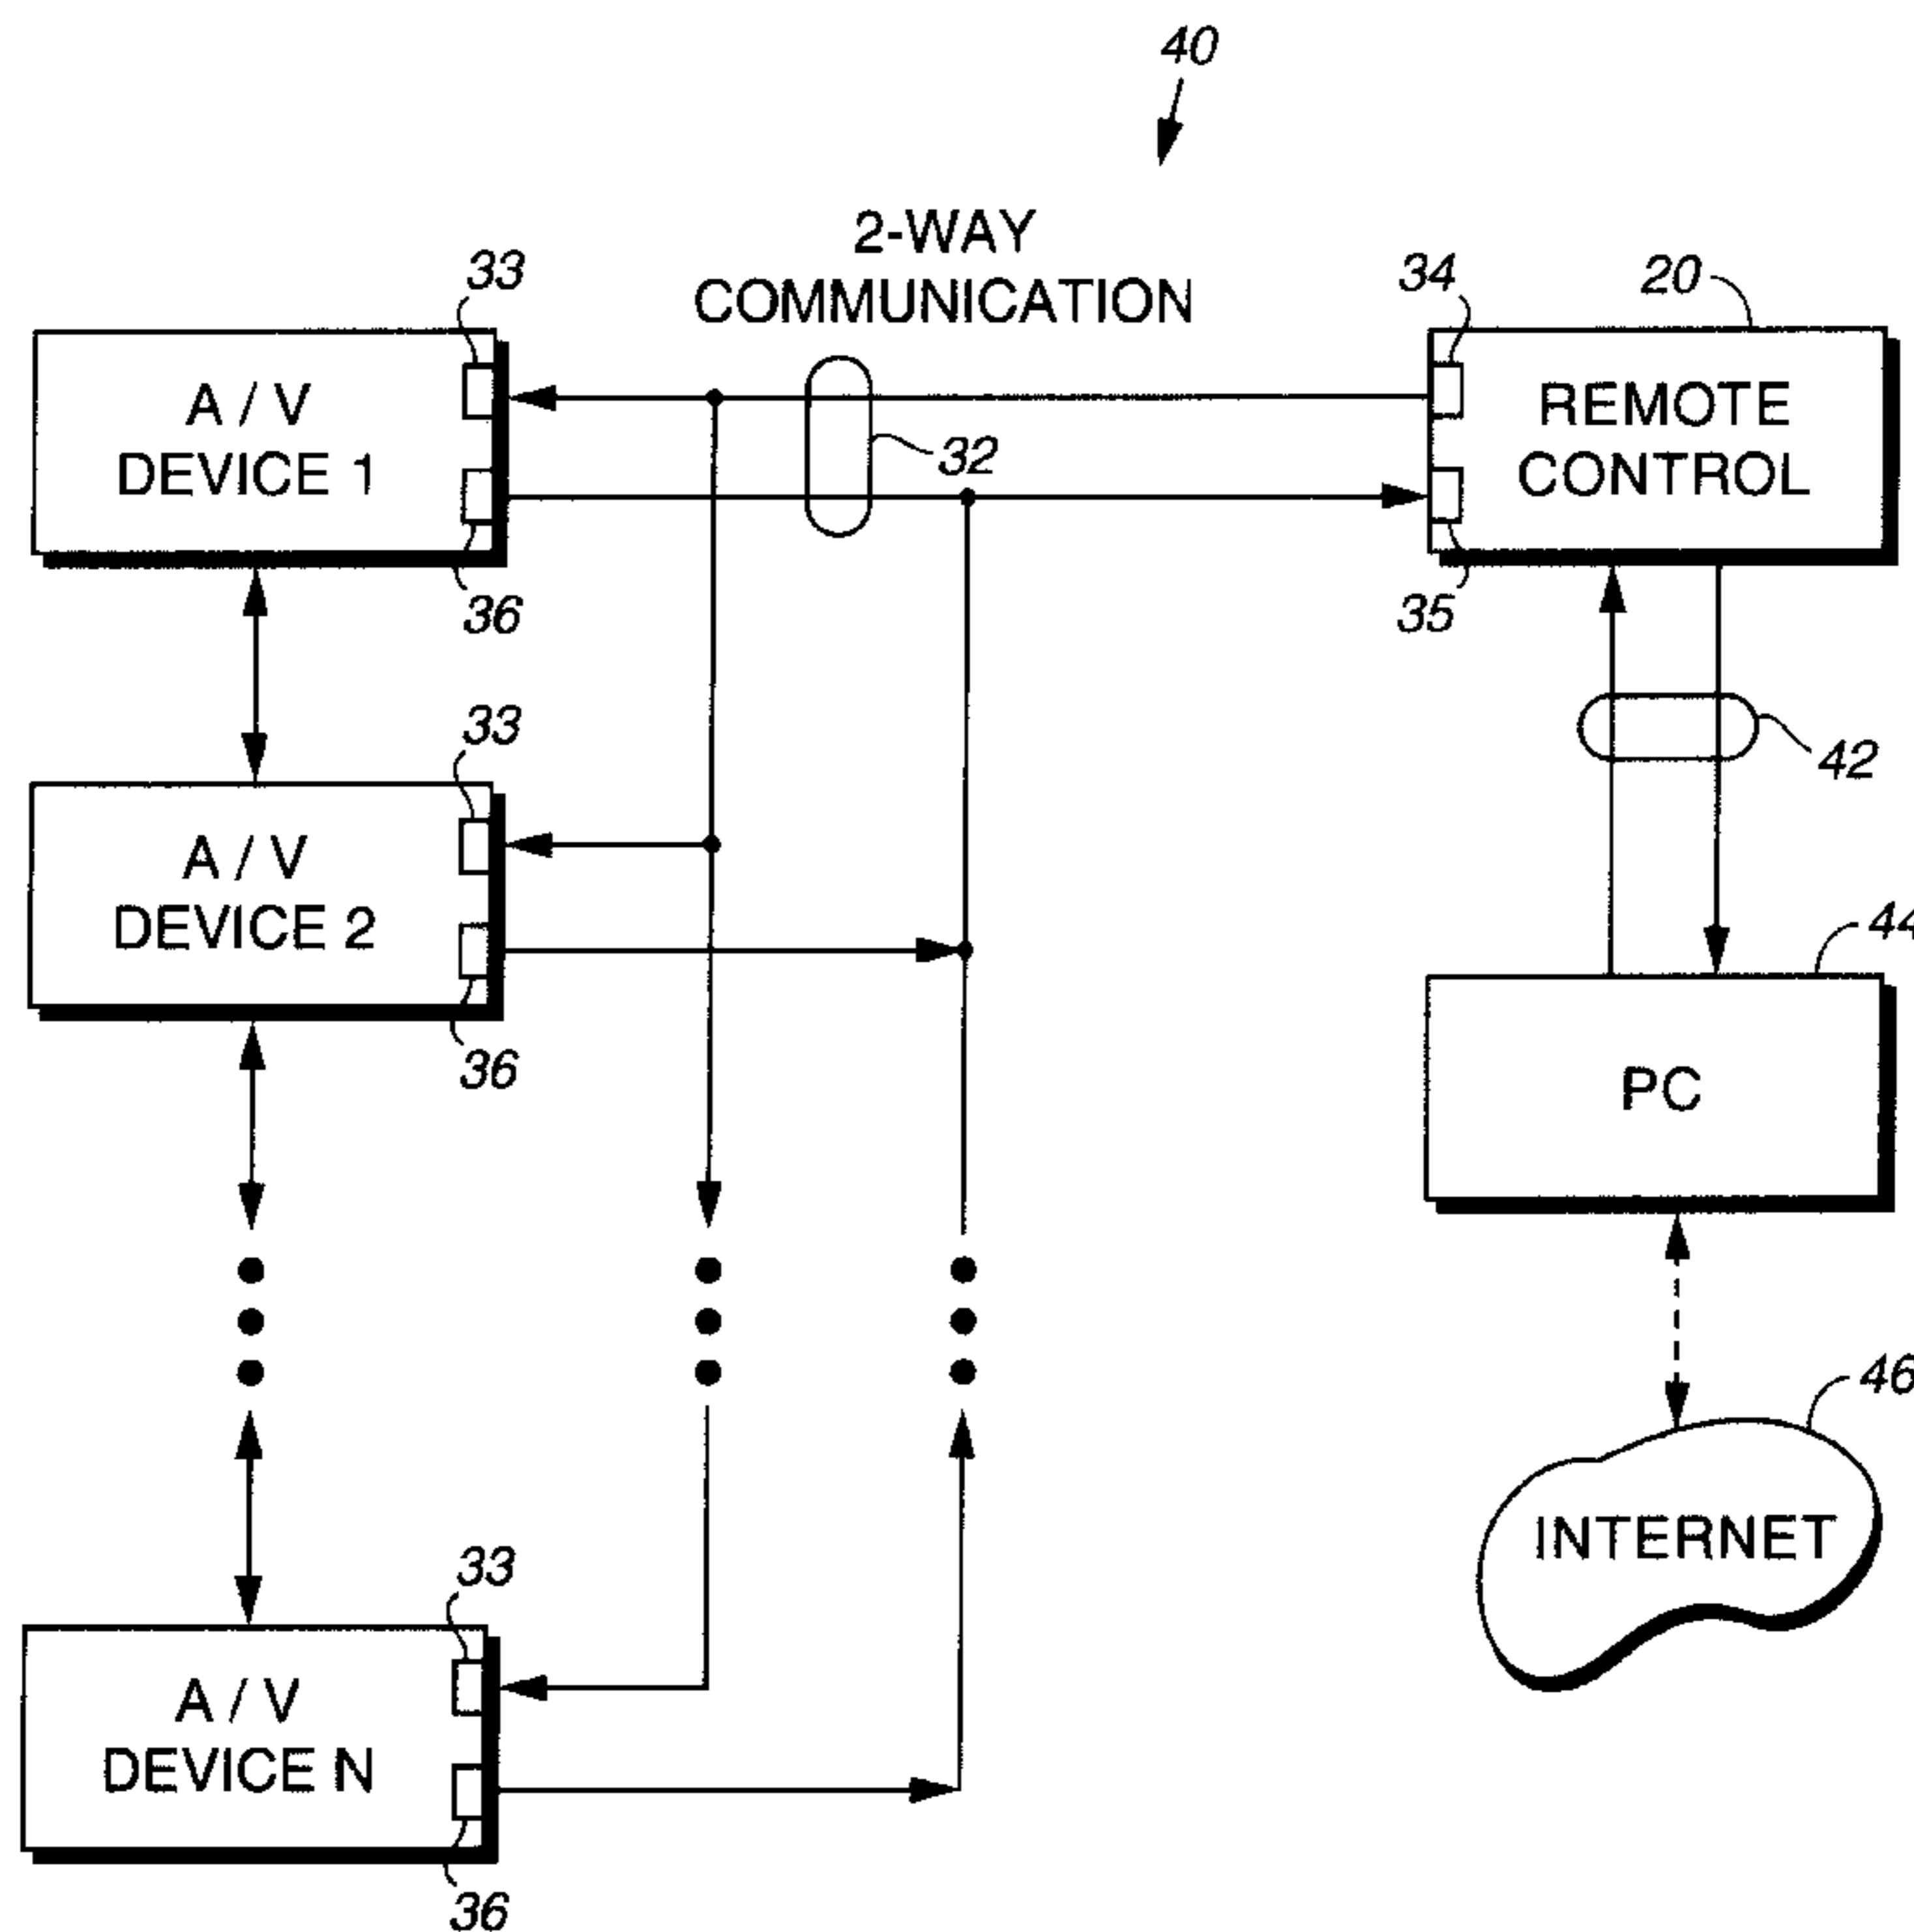 40
2-WAY
COMMUNICATION
33
34
20
A / V
DEVICE 1
32
REMOTE
CONTROL
36
35
33
42
A / V
DEVICE 2
44
36
PC
46
INTERNET
33
A / V
DEVICE N
36